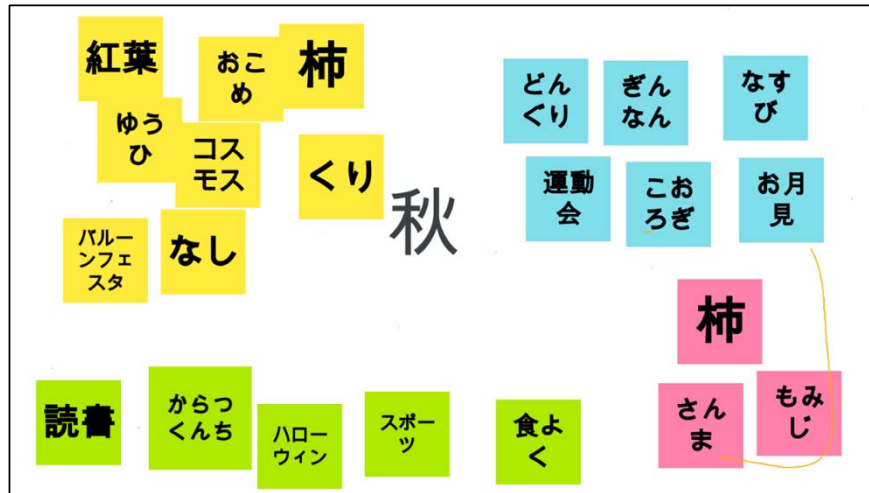 紅葉
おこ
め
柿
ゆう
ひ
コス
モス
くり
バルー
ンフェ
スタ
なし
秋
どん
ぐり
ぎん
なん
なす
び
運動
会
こお
ろぎ
お月
見
柿
さん
ま
もみ
じ
読書
からつ
くんち
ハロー
ウィン
スポー
ツ
食よ
く